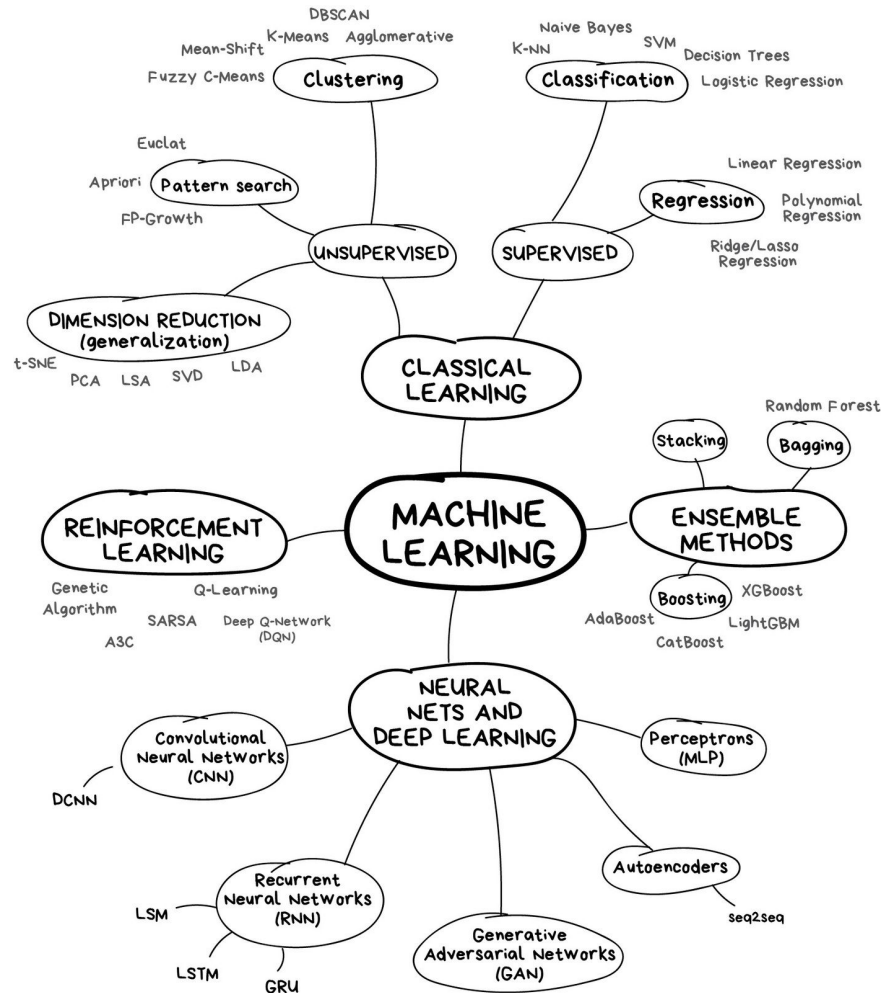 DBSCAN
Mean-Shift
K-Means
Agglomerative
Fuzzy C-Means
Clustering
Naive Bayes
K-NN
SVM
Decision Trees
Classification
Logistic Regression
Euclat
Apriori
Pattern search
FP-Growth
Linear Regression
Regression
Polynomial
Regression
Ridge/Lasso
Regression
UNSUPERVISED
SUPERVISED
DIMENSION REDUCTION
(generalization)
t-SNE
PCA
LSA
SVD
LDA
CLASSICAL
LEARNING
Random Forest
Stacking
Bagging
MACHINE
LEARNING
REINFORCEMENT
LEARNING
ENSEMBLE
METHODS
Genetic
Algorithm
Q-Learning
SARSA
Deep Q-Network
(DQN)
A3C
Boosting
XGBoost
AdaBoost
LightGBM
CatBoost
NEURAL
NETS AND
DEEP LEARNING
Convolutional
Neural Networks
(CNN)
DCNN
Perceptrons
(MLP)
Autoencoders
seq2seq
Recurrent
Neural Networks
(RNN)
LSM
LSTM
GRU
Generative
Adversarial Networks
(GAN)